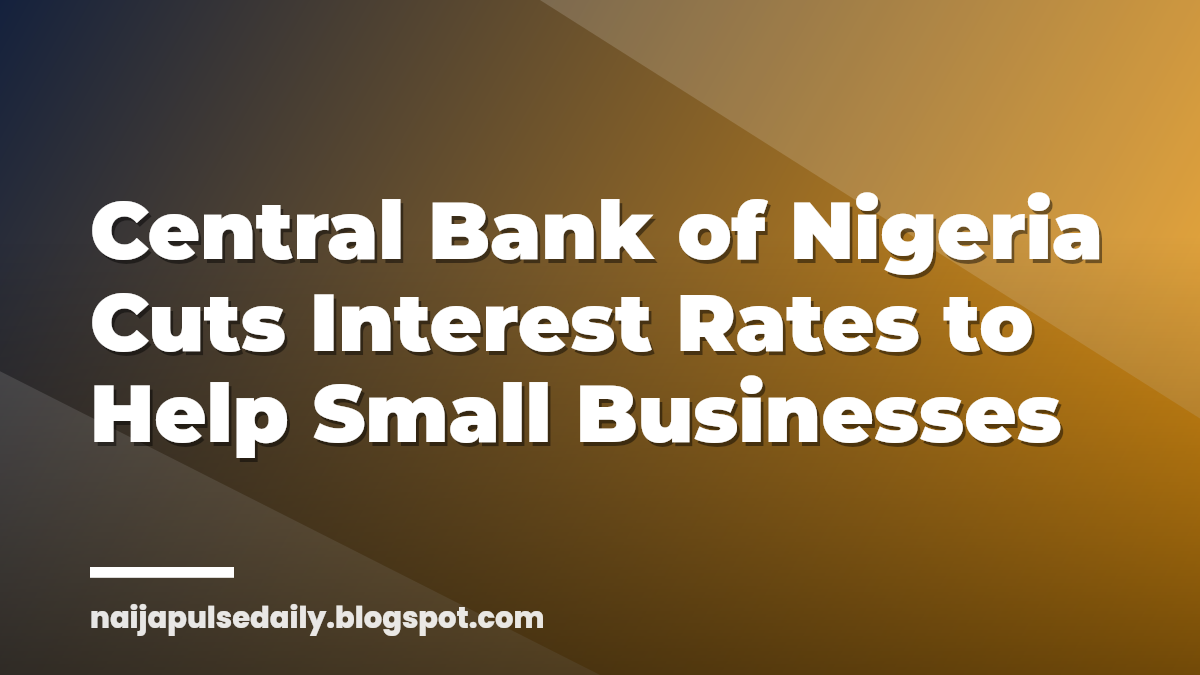 Central Bank of Nigeria
Cuts Interest Rates to
Help Small Businesses
naijapulsedaily.blogspot.com